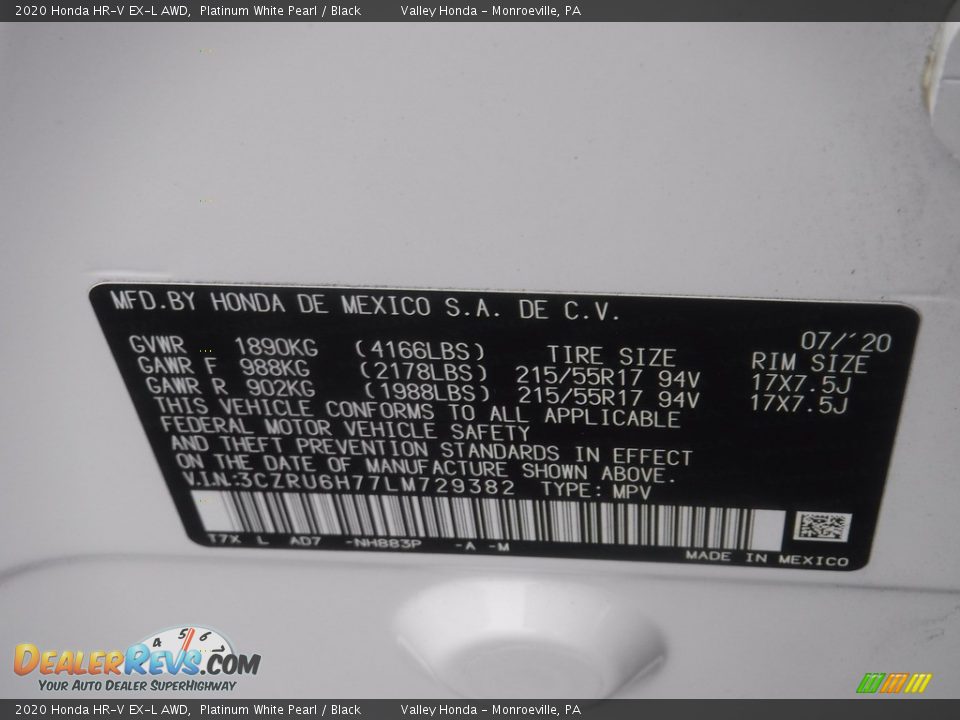 2020 Honda HR-V EX-L AWD, Platinum White Pearl / Black Valley Honda - Monroeville, PA
MFD.BY HONDA DE MEXICO S.A. DE C.V.
07/'20
GVWR 1890KG (4166LBS) TIRE SIZE RIM SIZE
GAWR F 988KG (2178LBS) 215/55R17 94V 17X7.5J
GAWR R 902KG (1988LBS) 215/55R17 94V 17X7.5J
THIS VEHICLE CONFORMS TO ALL APPLICABLE
FEDERAL MOTOR VEHICLE SAFETY
AND THEFT PREVENTION STANDARDS IN EFFECT
ON THE DATE OF MANUFACTURE SHOWN ABOVE.
V.I.N:3CZRU6H77LM729382 TYPE: MPV
T7X L AD7 -NH883P -A -M
MADE IN MEXICO
4 5 6
DEALERREVS.COM
YOUR AUTO DEALER SUPERHIGHWAY
2020 Honda HR-V EX-L AWD, Platinum White Pearl / Black Valley Honda - Monroeville, PA